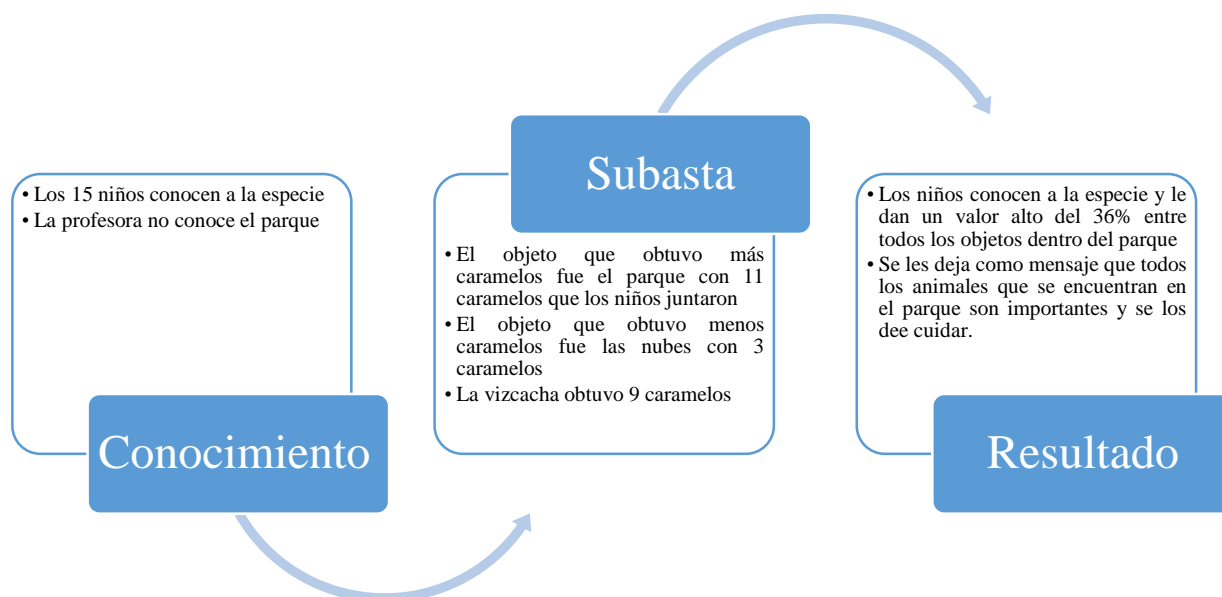 • Los 15 niños conocen a la especie
• La profesora no conoce el parque
Conocimiento
Subasta
• El objeto que obtuvo más
caramelos fue el parque con 11
caramelos que los niños juntaron
• El objeto que obtuvo menos
caramelos fue las nubes con 3
caramelos
• La vizcacha obtuvo 9 caramelos
• Los niños conocen a la especie y le
dan un valor alto del 36% entre
todos los objetos dentro del parque
• Se les deja como mensaje que todos
los animales que se encuentran en
el parque son importantes y se los
dee cuidar.
Resultado